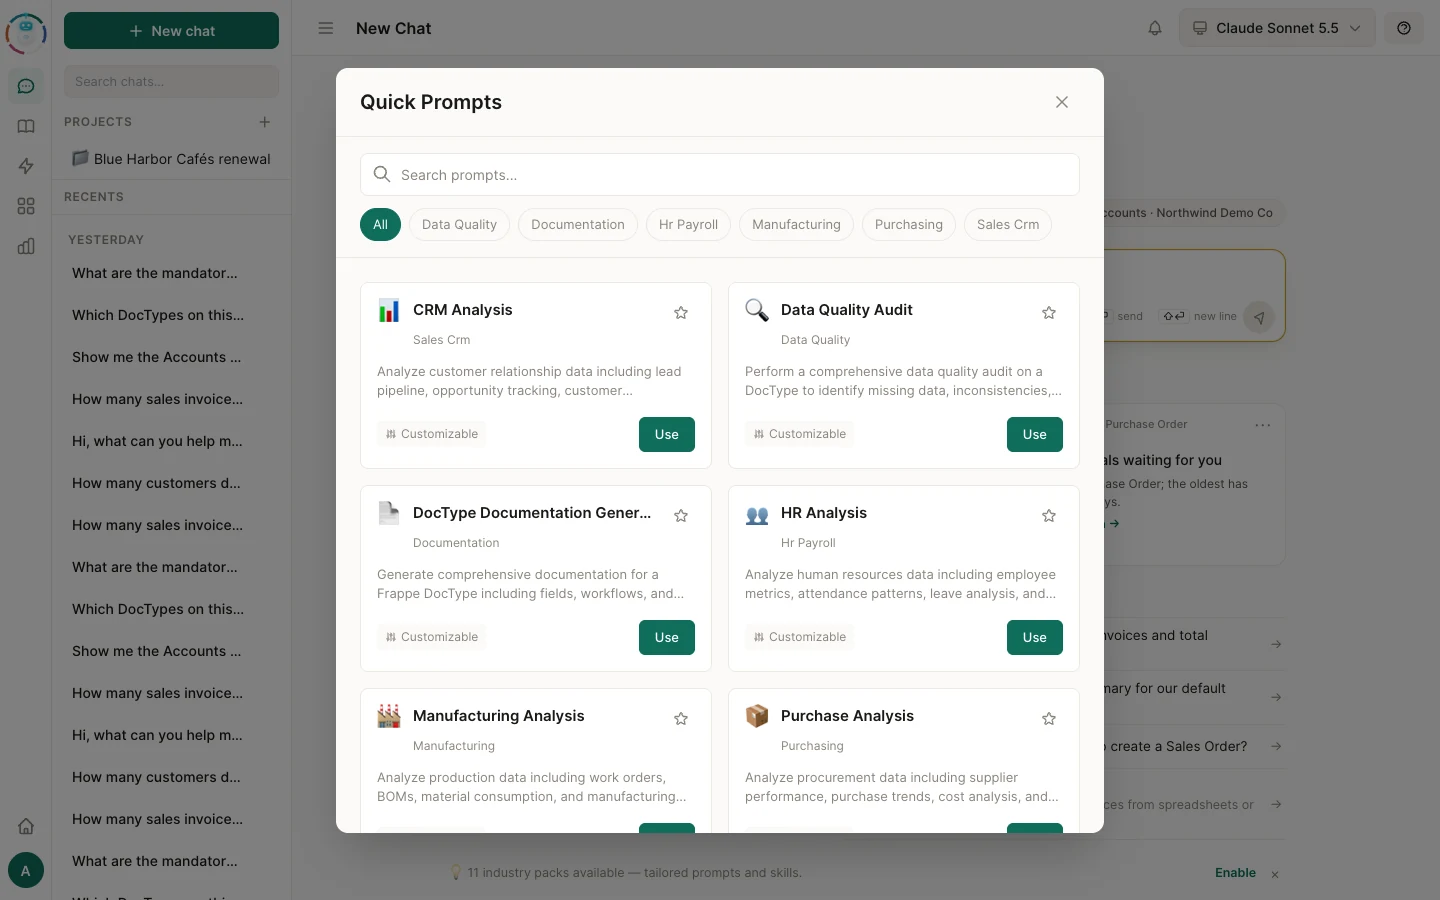 New chat
Search chats...
PROJECTS
Blue Harbor Cafés renewal
RECENTS
YESTERDAY
What are the mandator...
Which DocTypes on this...
Show me the Accounts ...
How many sales invoice...
Hi, what can you help m...
How many customers d...
How many sales invoice...
What are the mandator...
Which DocTypes on this...
Show me the Accounts ...
How many sales invoice...
Hi, what can you help m...
How many customers d...
How many sales invoice...
What are the mandator...
A
New Chat
Claude Sonnet 5.5
Quick Prompts
Search prompts...
All
Data Quality
Documentation
Hr Payroll
Manufacturing
Purchasing
Sales Crm
CRM Analysis
Sales Crm
Analyze customer relationship data including lead
pipeline, opportunity tracking, customer...
Customizable
Use
Data Quality Audit
Data Quality
Perform a comprehensive data quality audit on a
DocType to identify missing data, inconsistencies,...
Customizable
Use
DocType Documentation Gener...
Documentation
Generate comprehensive documentation for a
Frappe DocType including fields, workflows, and...
Customizable
Use
HR Analysis
Hr Payroll
Analyze human resources data including employee
metrics, attendance patterns, leave analysis, and...
Customizable
Use
Manufacturing Analysis
Manufacturing
Analyze production data including work orders,
BOMs, material consumption, and manufacturing...
Purchase Analysis
Purchasing
Analyze procurement data including supplier
performance, purchase trends, cost analysis, and...
· Northwind Demo Co
send
new line
Purchase Order
waiting for you
Order; the oldest has
and total
for our default
create a Sales Order?
from spreadsheets or
💡 11 industry packs available — tailored prompts and skills.
Enable